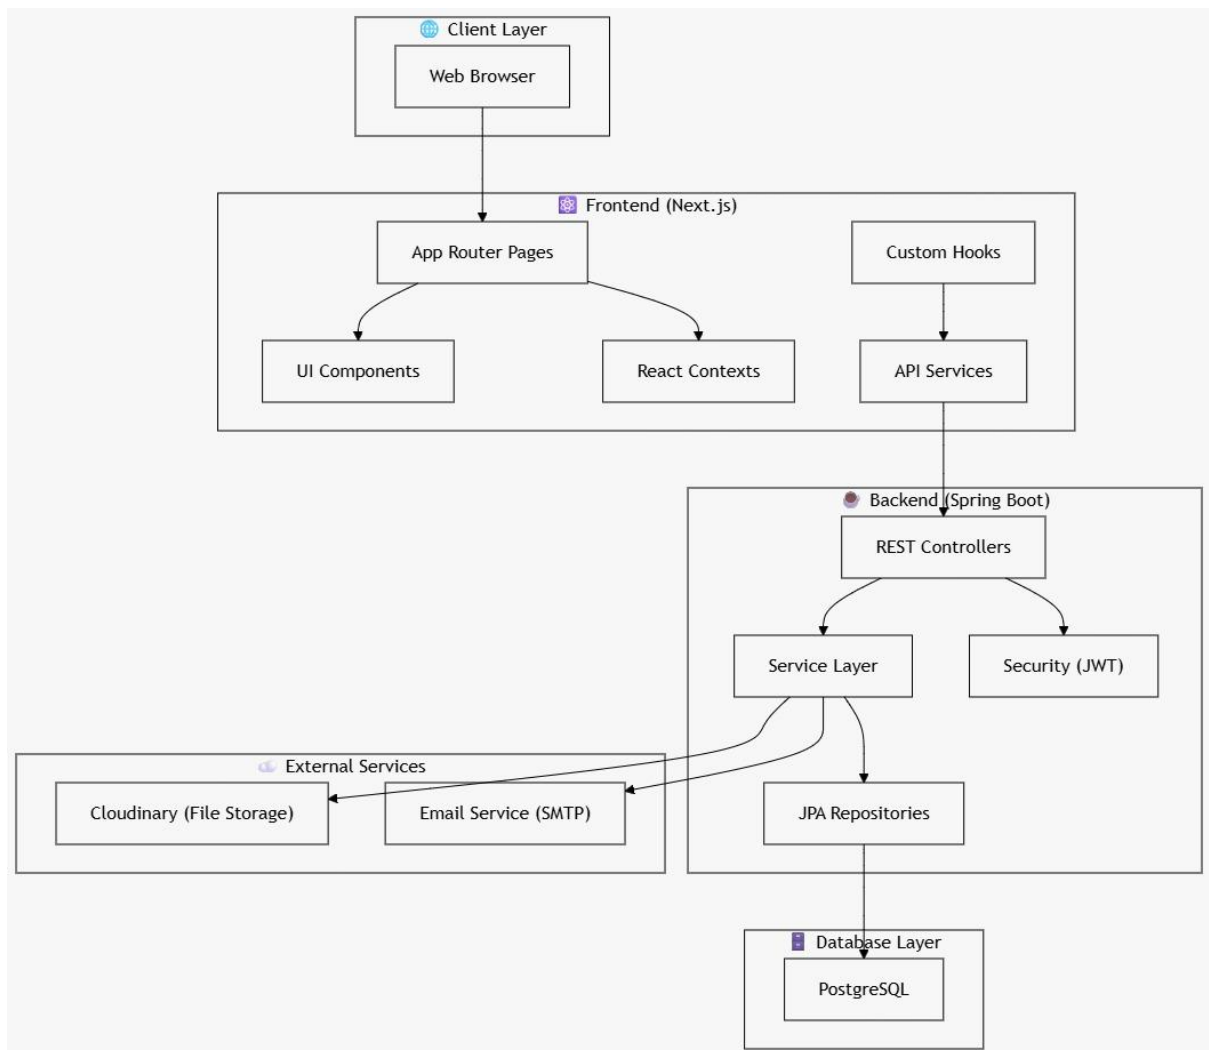 Client Layer
Web Browser
Frontend (Next.js)
App Router Pages
Custom Hooks
UI Components
React Contexts
API Services
Backend (Spring Boot)
REST Controllers
Service Layer
Security (JWT)
External Services
Cloudinary (File Storage)
Email Service (SMTP)
JPA Repositories
Database Layer
PostgreSQL